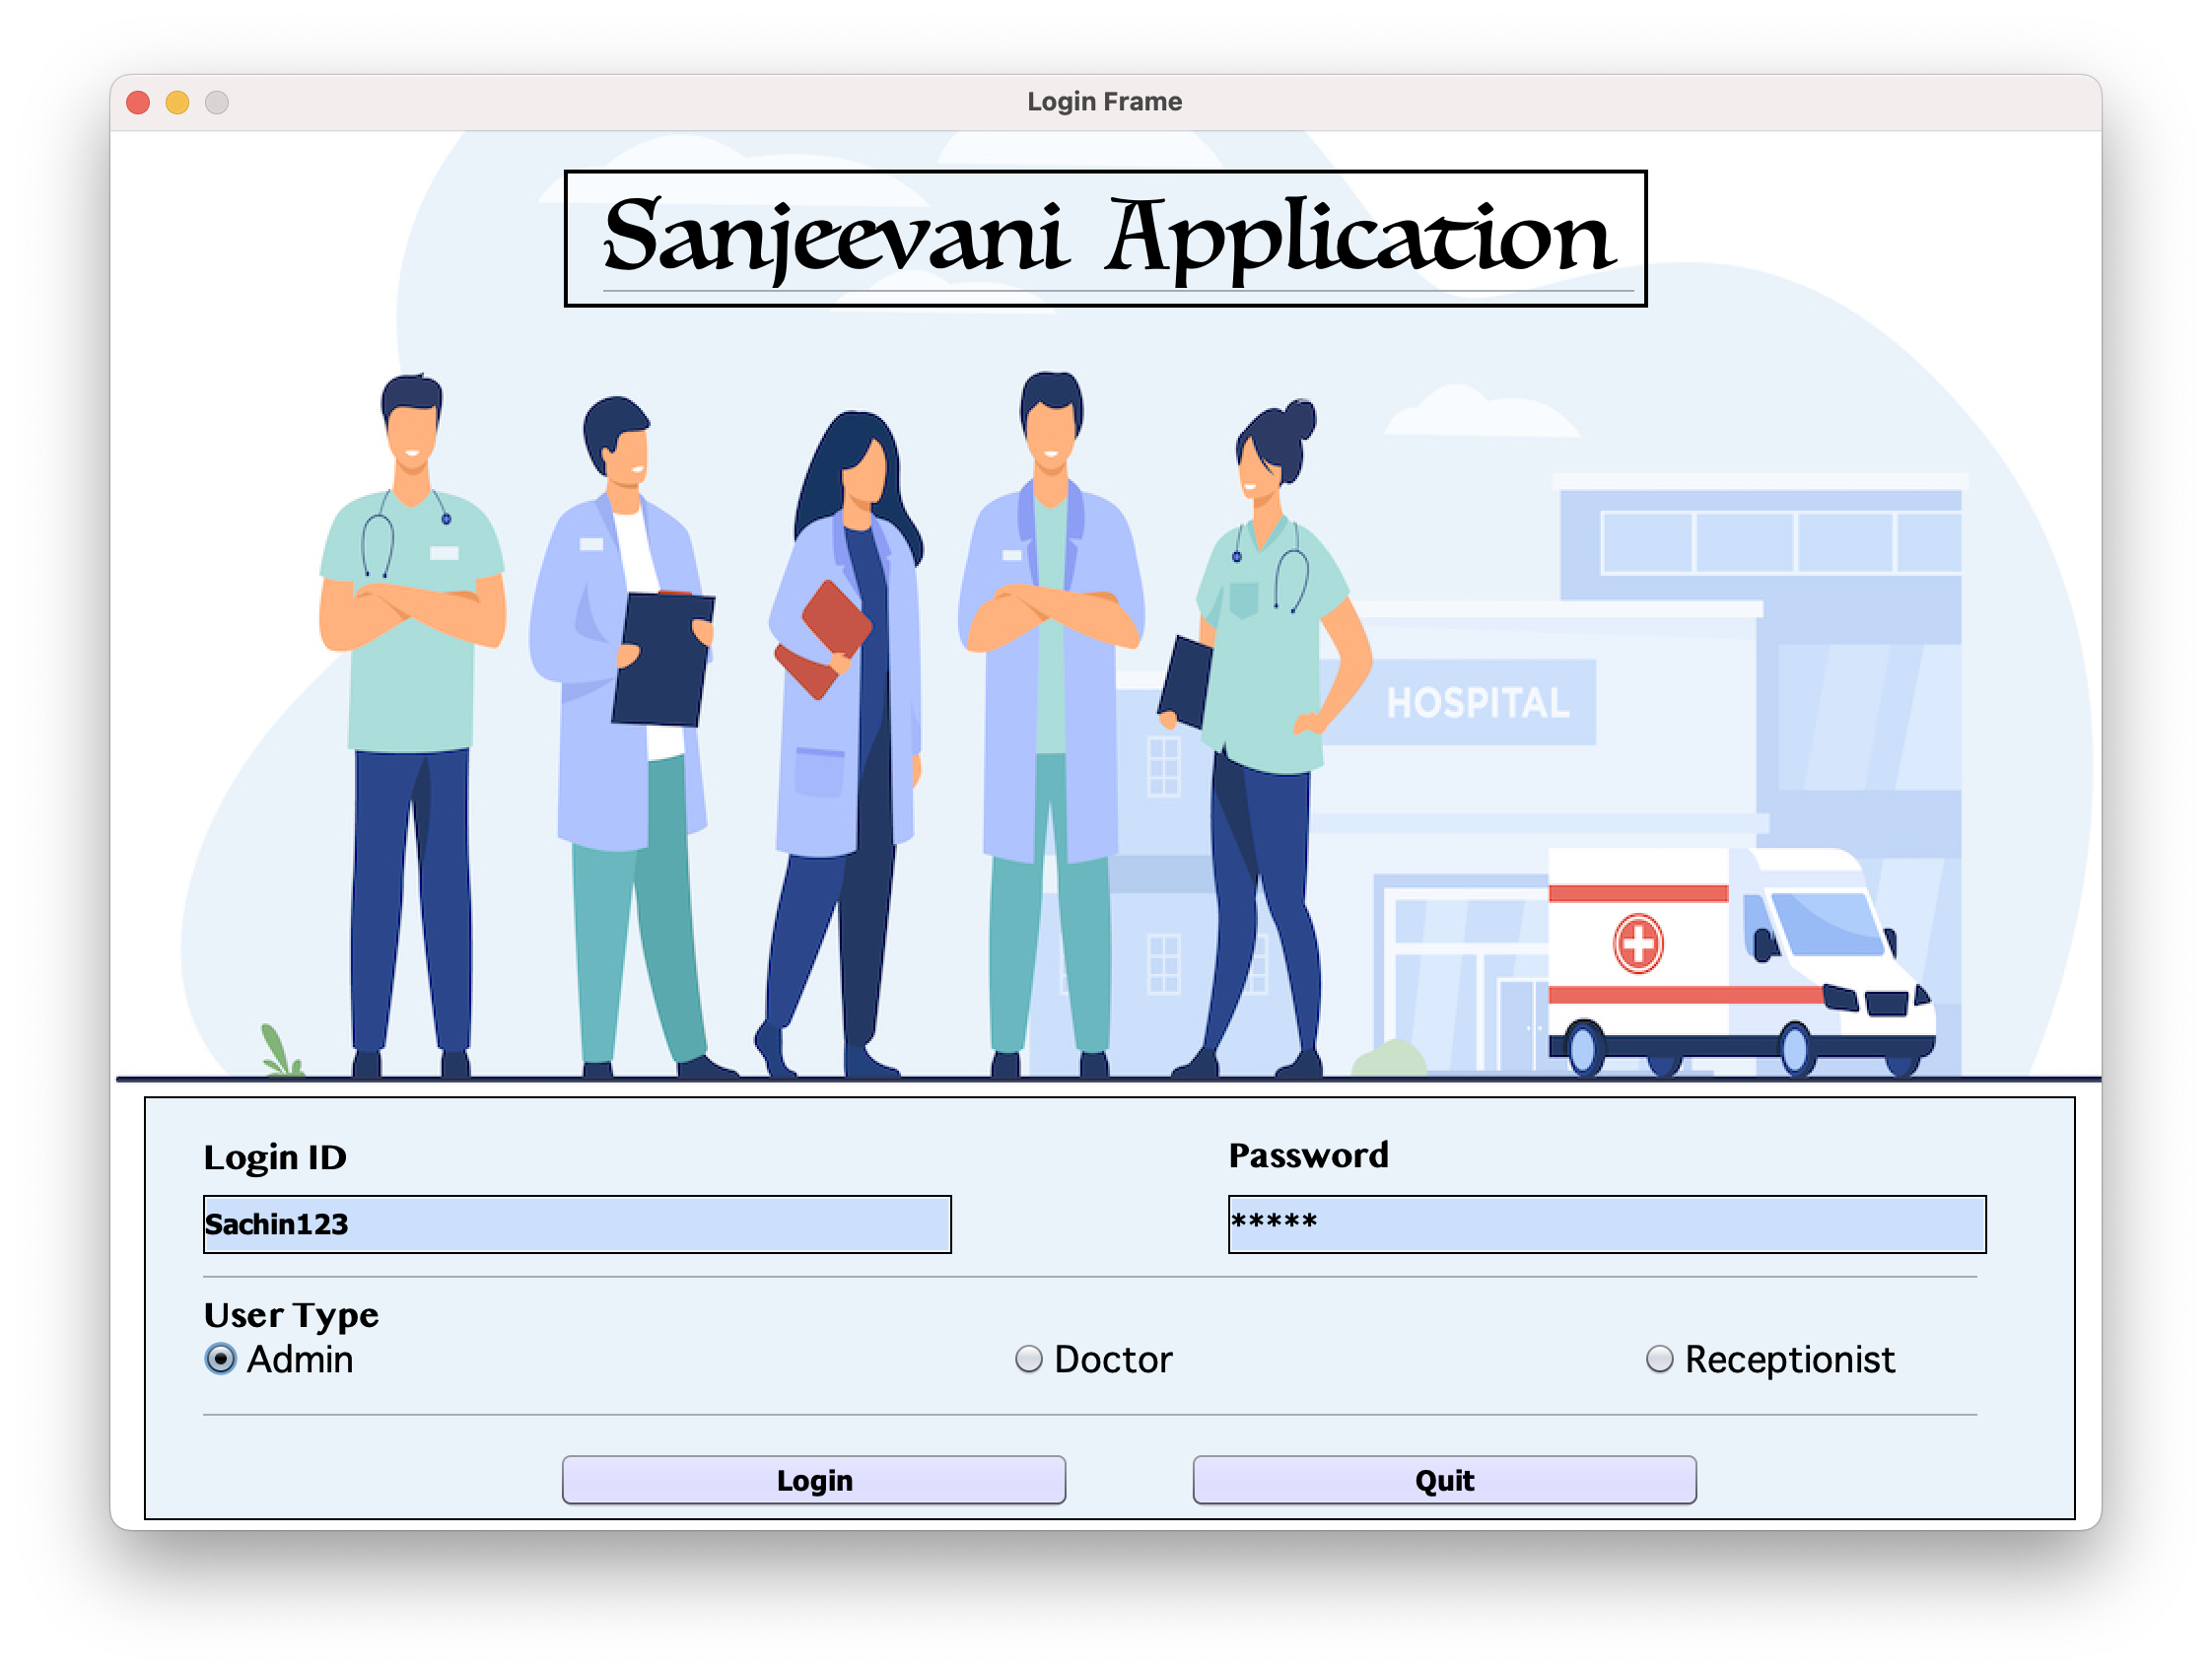 Login Frame
Sanjeevani Application
HOSPITAL
Login ID
Password
Sachin123
*****
User Type
Admin
Doctor
Receptionist
Login
Quit